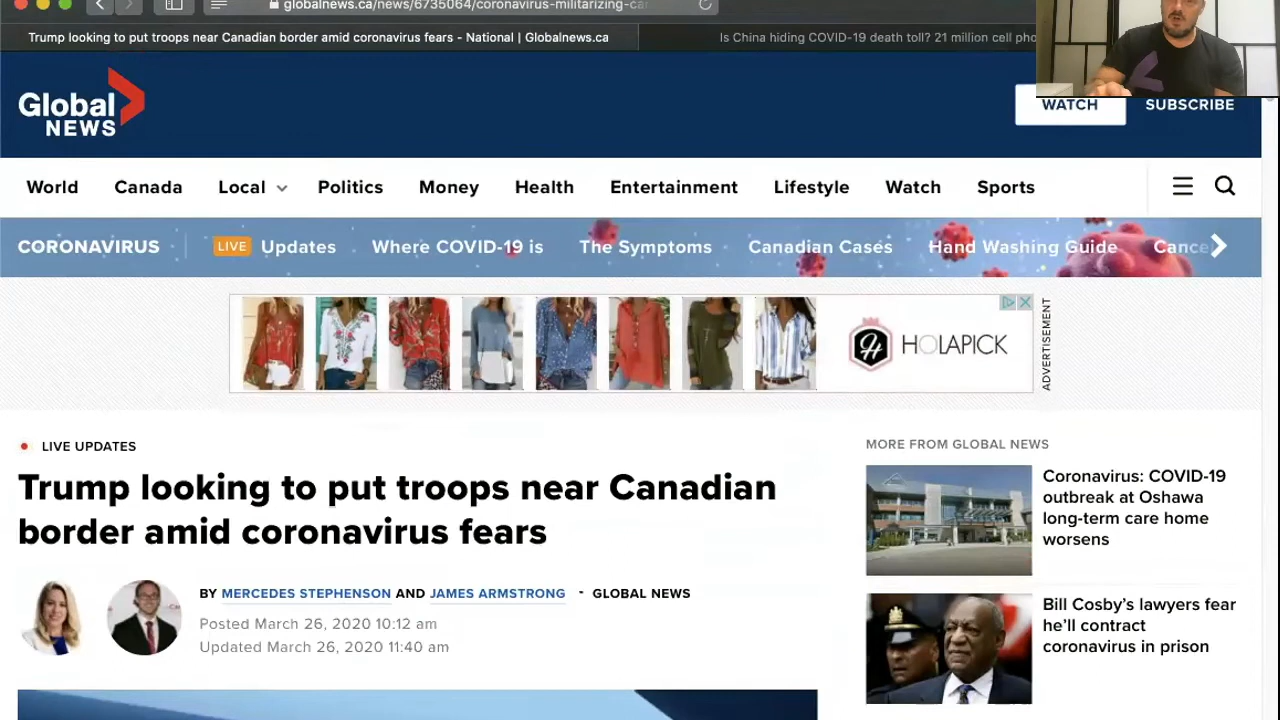 globalnews.ca/news/6735064/coronavirus-militarizing-ca
Trump looking to put troops near Canadian border amid coronavirus fears - National | Globalnews.ca
Is China hiding COVID-19 death toll? 21 million cell pho
Global
NEWS
WATCH
SUBSCRIBE
World
Canada
Local
Politics
Money
Health
Entertainment
Lifestyle
Watch
Sports
CORONAVIRUS
LIVE Updates
Where COVID-19 is
The Symptoms
Canadian Cases
Hand Washing Guide
Cance
HOLAPICK
ADVERTISEMENT
LIVE UPDATES
Trump looking to put troops near Canadian
border amid coronavirus fears
BY MERCEDES STEPHENSON AND JAMES ARMSTRONG - GLOBAL NEWS
Posted March 26, 2020 10:12 am
Updated March 26, 2020 11:40 am
MORE FROM GLOBAL NEWS
Coronavirus: COVID-19
outbreak at Oshawa
long-term care home
worsens
Bill Cosby’s lawyers fear
he’ll contract
coronavirus in prison